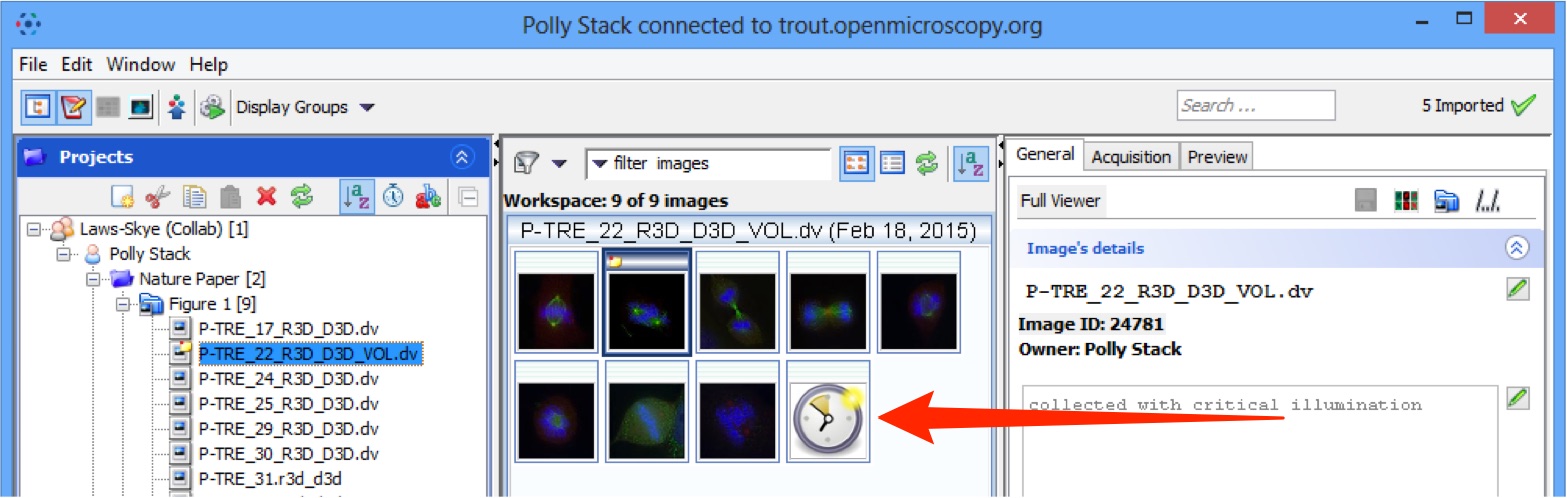 Polly Stack connected to trout.openmicroscopy.org
File Edit Window Help
Display Groups
Search ...
5 Imported
Projects
Laws-Skye (Collab) [1]
Polly Stack
Nature Paper [2]
Figure 1 [9]
P-TRE_17_R3D_D3D.dv
P-TRE_22_R3D_D3D_VOL.dv
P-TRE_24_R3D_D3D.dv
P-TRE_25_R3D_D3D.dv
P-TRE_29_R3D_D3D.dv
P-TRE_30_R3D_D3D.dv
P-TRE_31.r3d_d3d
filter images
Workspace: 9 of 9 images
P-TRE_22_R3D_D3D_VOL.dv (Feb 18, 2015)
General Acquisition Preview
Full Viewer
Image's details
P-TRE_22_R3D_D3D_VOL.dv
Image ID: 24781
Owner: Polly Stack
collected with critical illumination